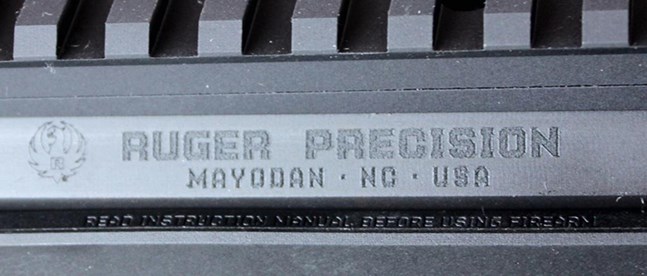 RUGER PRECISION
MAYODAN · NC · USA
READ INSTRUCTION MANUAL BEFORE USING FIREARM